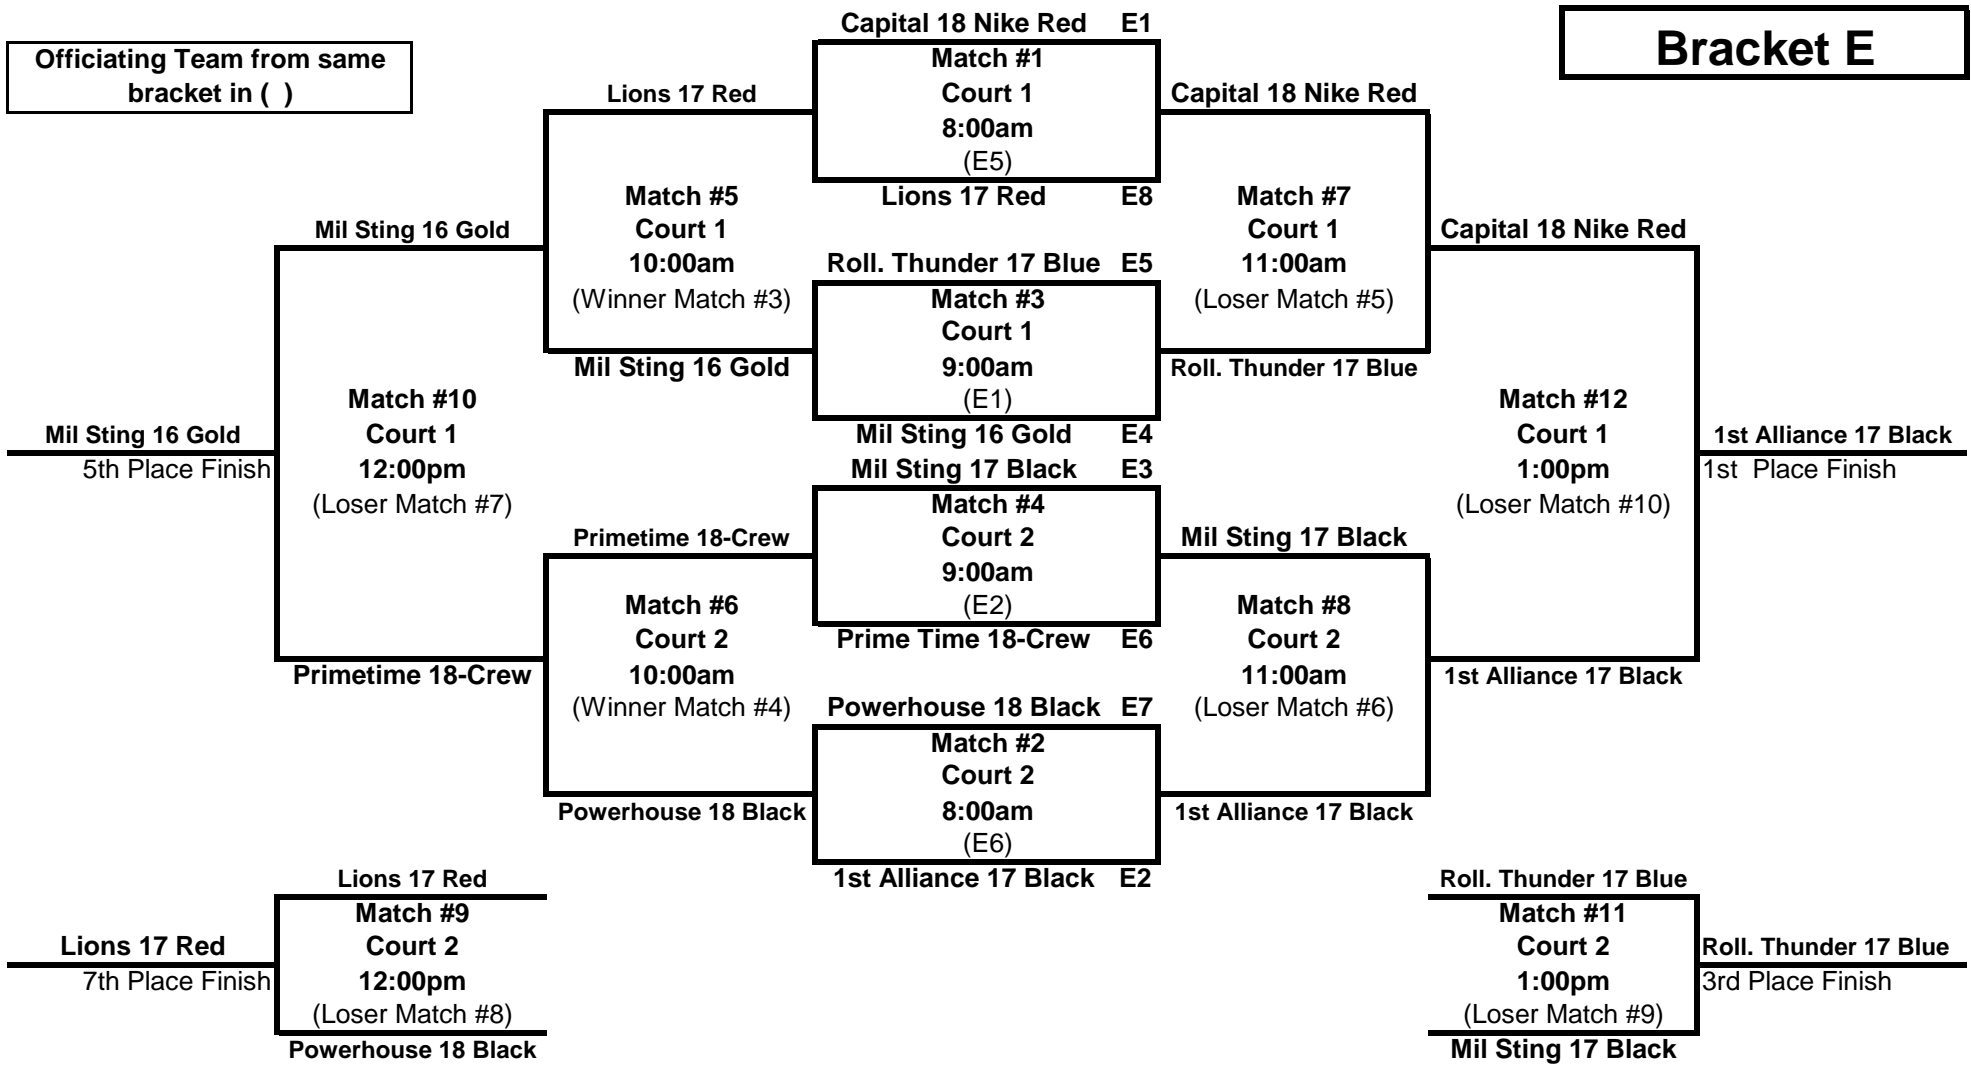 Capital 18 Nike Red E1
Bracket E
Officiating Team from same
bracket in ( )
Match #1
Court 1
8:00am
(E5)
Lions 17 Red
Capital 18 Nike Red
Lions 17 Red E8
Match #5
Court 1
10:00am
(Winner Match #3)
Match #7
Court 1
11:00am
(Loser Match #5)
Mil Sting 16 Gold
Capital 18 Nike Red
Roll. Thunder 17 Blue E5
Match #3
Court 1
9:00am
(E1)
Mil Sting 16 Gold
Roll. Thunder 17 Blue
Mil Sting 16 Gold E4
Match #10
Court 1
12:00pm
(Loser Match #7)
Match #12
Court 1
1:00pm
(Loser Match #10)
Mil Sting 16 Gold
5th Place Finish
1st Alliance 17 Black
1st Place Finish
Mil Sting 17 Black E3
Match #4
Court 2
9:00am
(E2)
Primetime 18-Crew
Mil Sting 17 Black
Prime Time 18-Crew E6
Match #6
Court 2
10:00am
(Winner Match #4)
Match #8
Court 2
11:00am
(Loser Match #6)
Primetime 18-Crew
1st Alliance 17 Black
Powerhouse 18 Black E7
Match #2
Court 2
8:00am
(E6)
Powerhouse 18 Black
1st Alliance 17 Black
1st Alliance 17 Black E2
Lions 17 Red
Match #9
Court 2
12:00pm
(Loser Match #8)
Powerhouse 18 Black
Lions 17 Red
7th Place Finish
Roll. Thunder 17 Blue
Match #11
Court 2
1:00pm
(Loser Match #9)
Mil Sting 17 Black
Roll. Thunder 17 Blue
3rd Place Finish